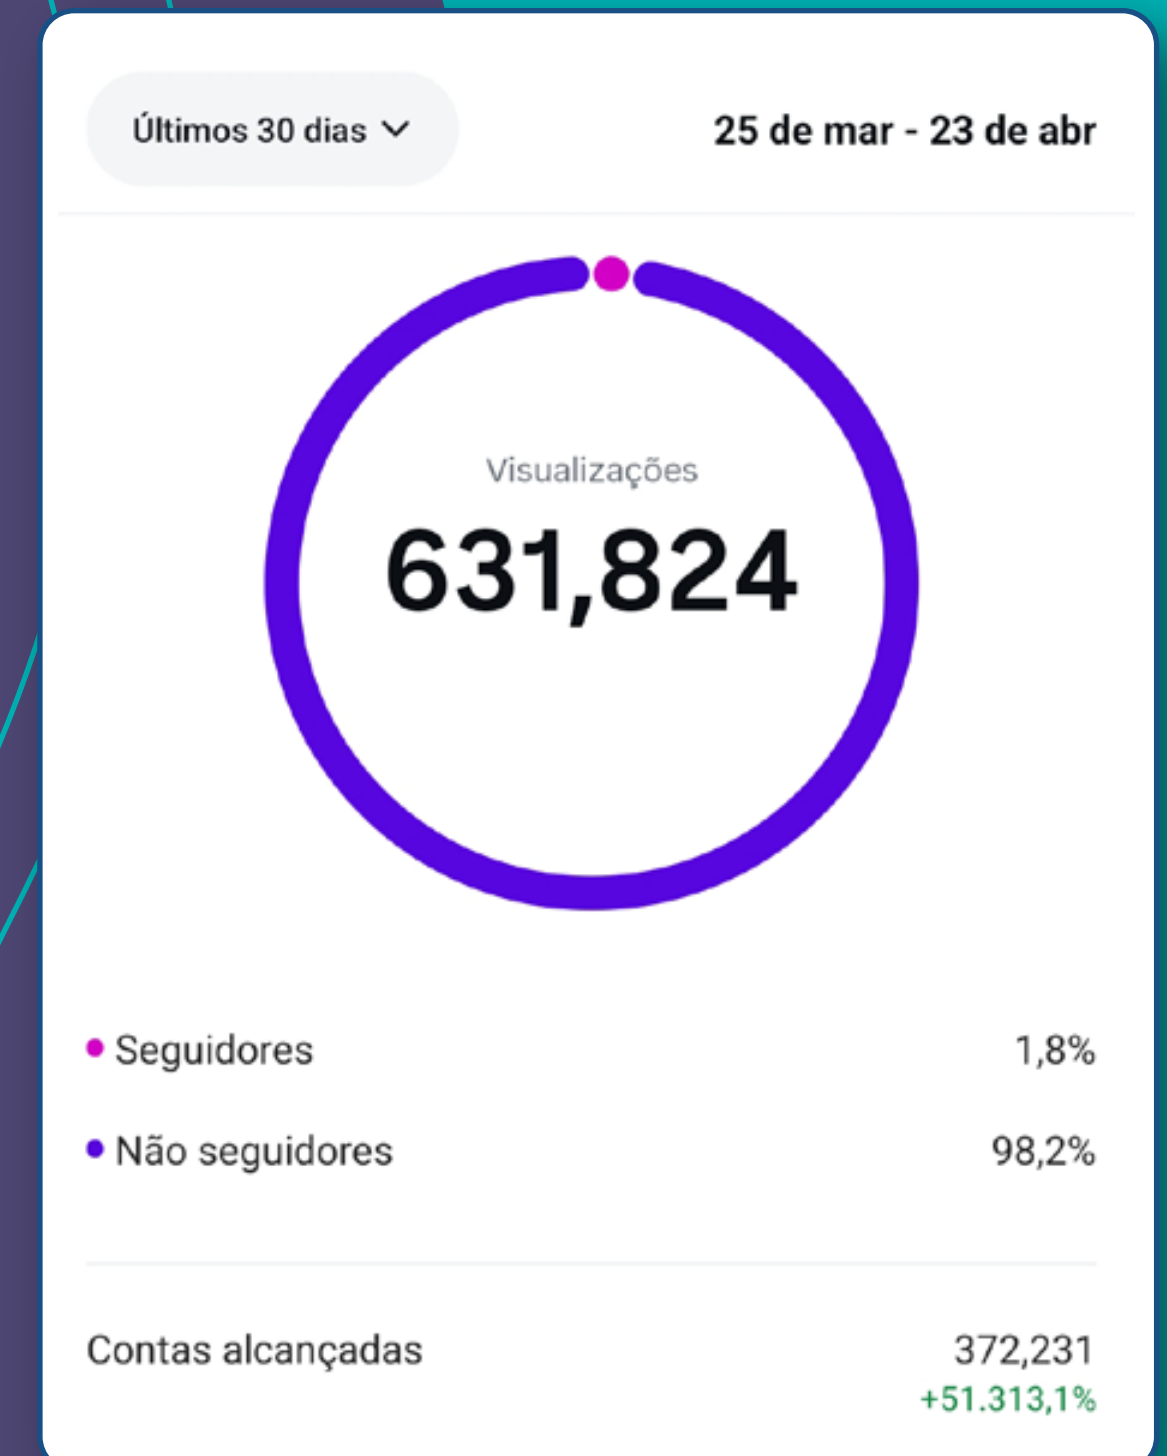 Últimos 30 dias
25 de mar - 23 de abr
Visualizações
631,824
Seguidores 1,8%
Não seguidores 98,2%
Contas alcançadas 372,231
+51.313,1%